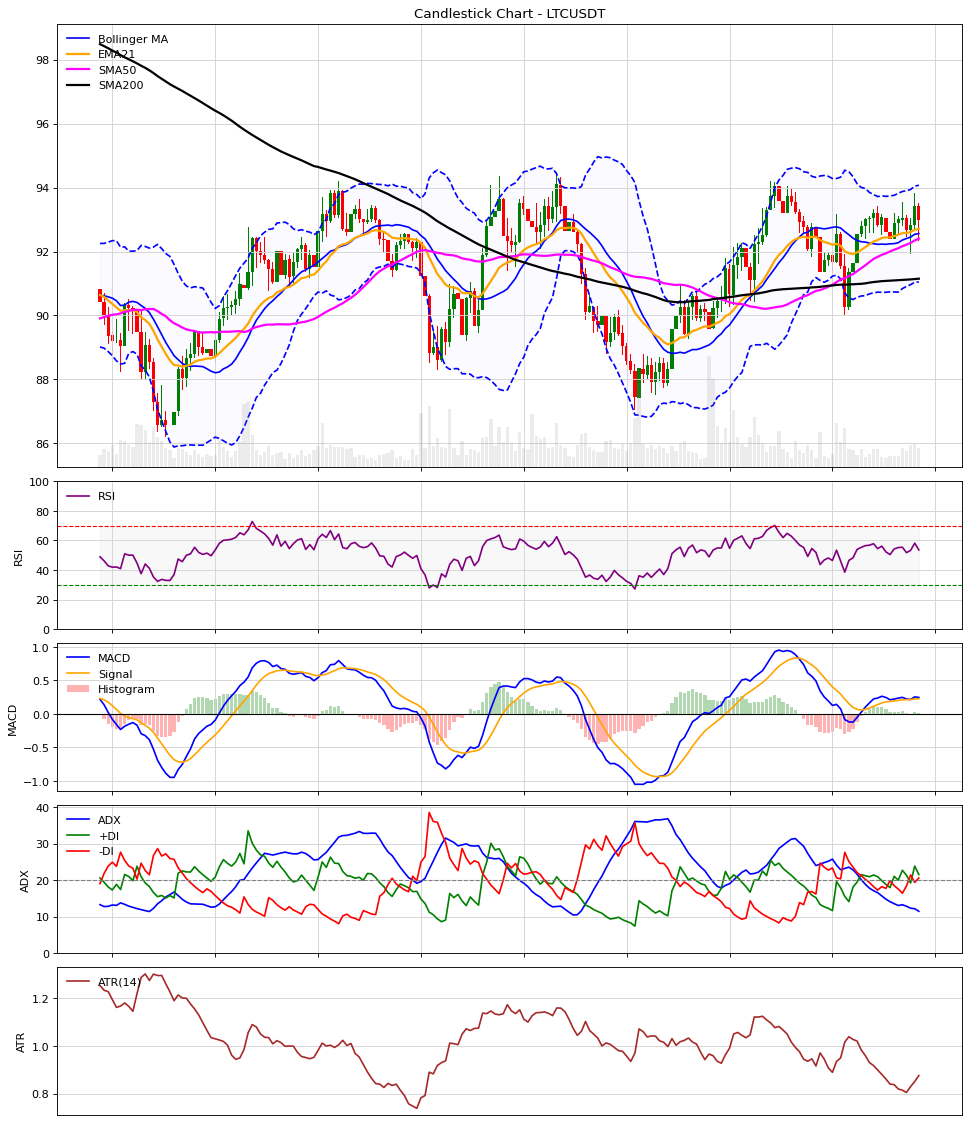 Candlestick Chart - LTCUSDT
Bollinger MA
EMA21
SMA50
SMA200
98
96
94
92
90
88
86
RSI
RSI
100
80
60
40
20
0
MACD
Signal
Histogram
MACD
1.0
0.5
0.0
−0.5
−1.0
ADX
+DI
-DI
ADX
40
30
20
10
0
ATR(14)
ATR
1.2
1.0
0.8